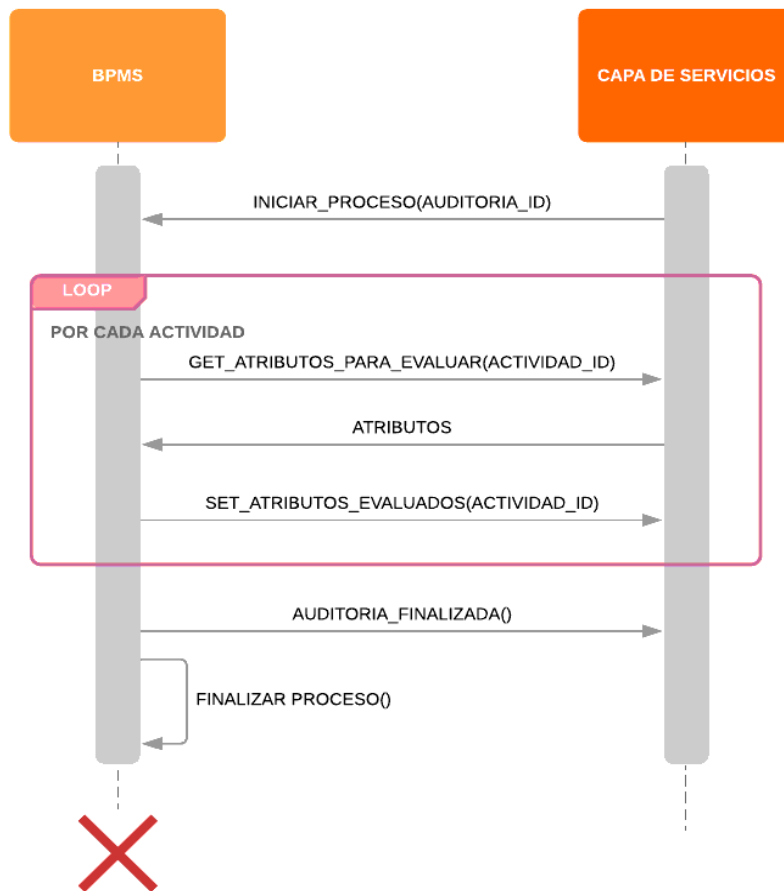 BPMS
CAPA DE SERVICIOS
INICIAR_PROCESO(AUDITORIA_ID)
LOOP
POR CADA ACTIVIDAD
GET_ATRIBUTOS_PARA_EVALUAR(ACTIVIDAD_ID)
ATRIBUTOS
SET_ATRIBUTOS_EVALUADOS(ACTIVIDAD_ID)
AUDITORIA_FINALIZADA()
FINALIZAR PROCESO()